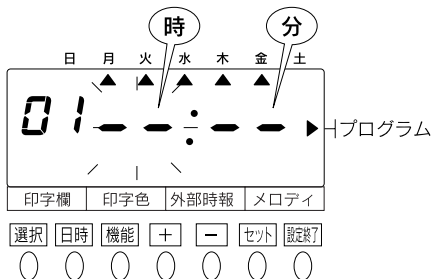 時 分
日 月 火 水 木 金 土
01 --:-- プログラム
印字欄 印字色 外部時報 メロディ
選択 日時 機能 + - セット 設定終了